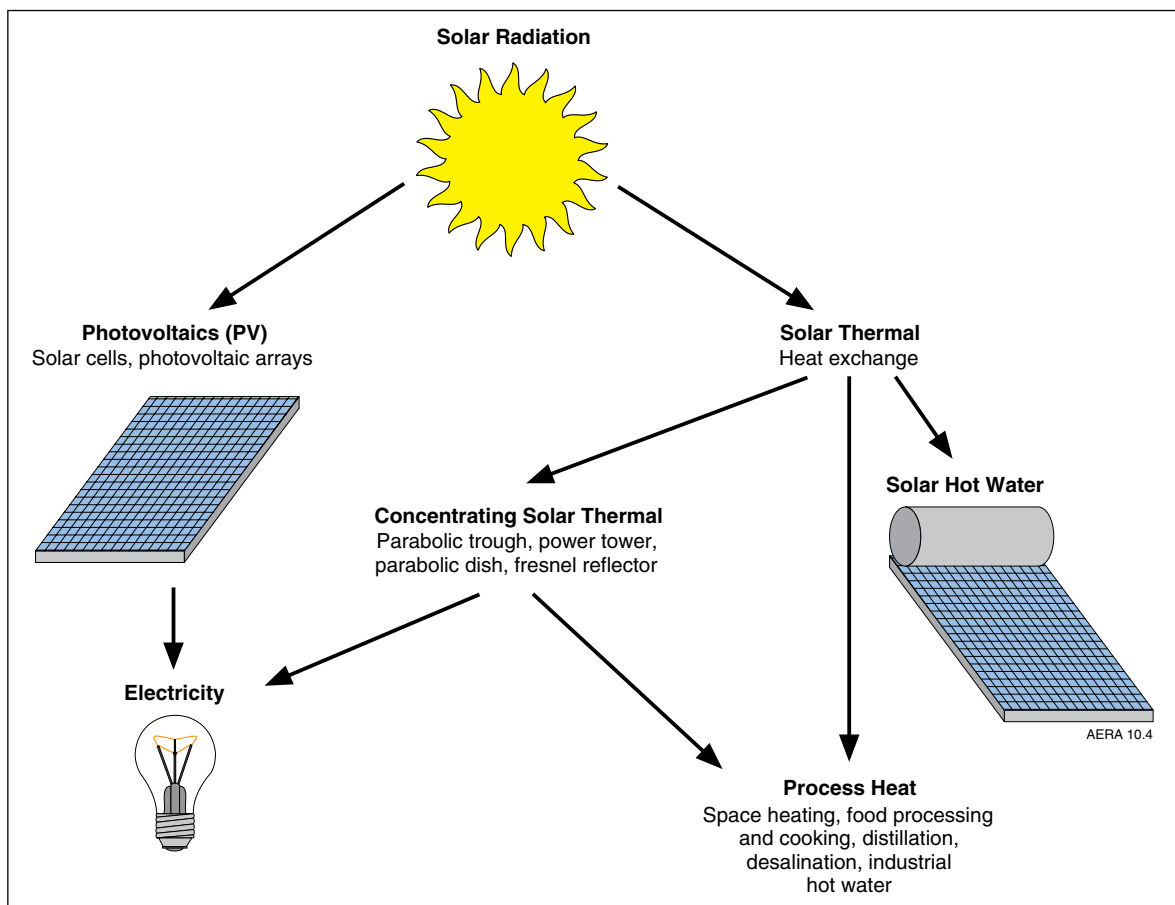 Solar Radiation
Photovoltaics (PV)
Solar cells, photovoltaic arrays
Solar Thermal
Heat exchange
Concentrating Solar Thermal
Parabolic trough, power tower,
parabolic dish, fresnel reflector
Solar Hot Water
AERA 10.4
Electricity
Process Heat
Space heating, food processing
and cooking, distillation,
desalination, industrial
hot water